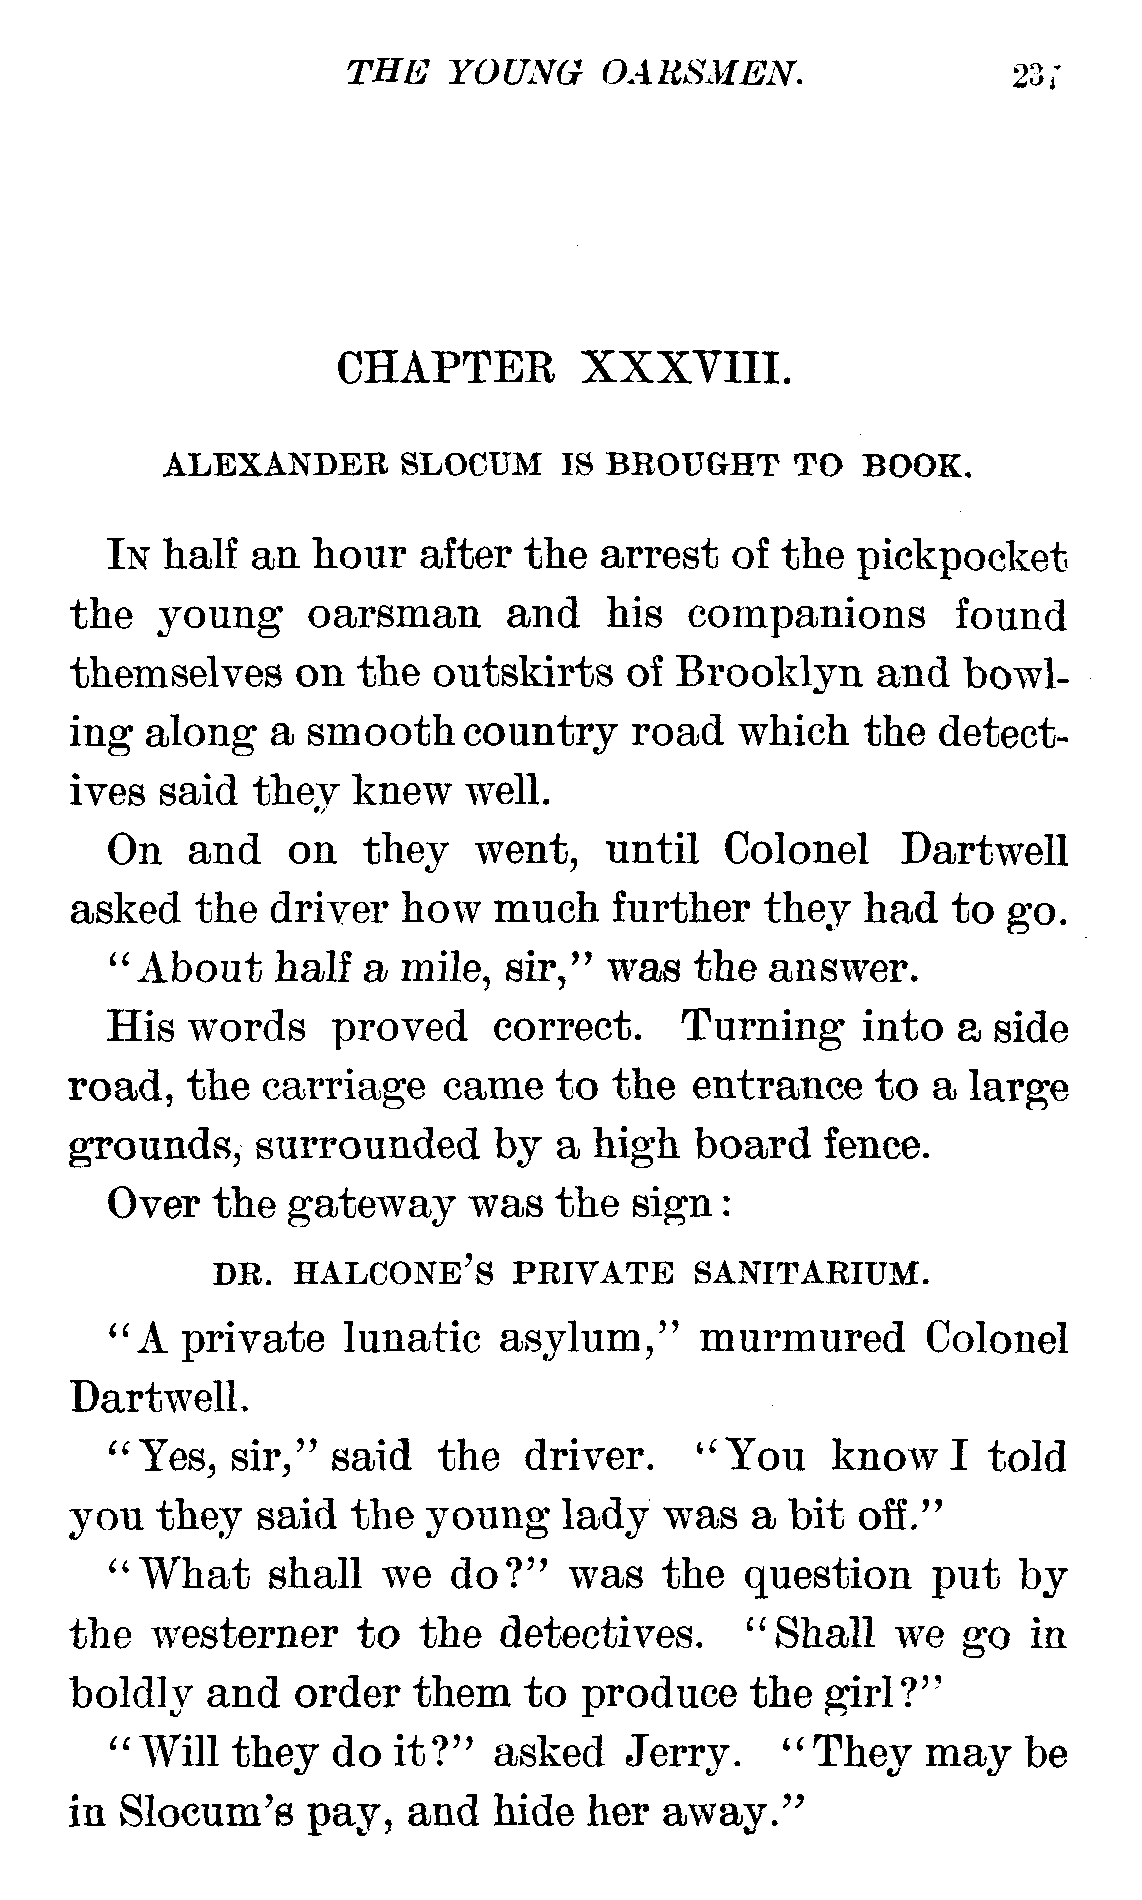 THE YOUNG OARSMEN. 237
CHAPTER XXXVIII.
ALEXANDER SLOCUM IS BROUGHT TO BOOK.
IN half an hour after the arrest of the pickpocket
the young oarsman and his companions found
themselves on the outskirts of Brooklyn and bowl-
ing along a smooth country road which the detect-
ives said they knew well.
On and on they went, until Colonel Dartwell
asked the driver how much further they had to go.
"About half a mile, sir," was the answer.
His words proved correct. Turning into a side
road, the carriage came to the entrance to a large
grounds, surrounded by a high board fence.
Over the gateway was the sign:
DR. HALCONE'S PRIVATE SANITARIUM.
"A private lunatic asylum," murmured Colonel
Dartwell.
"Yes, sir," said the driver. "You know I told
you they said the young lady was a bit off."
"What shall we do?" was the question put by
the westerner to the detectives. "Shall we go in
boldly and order them to produce the girl?"
"Will they do it?" asked Jerry. "They may be
in Slocum's pay, and hide her away."